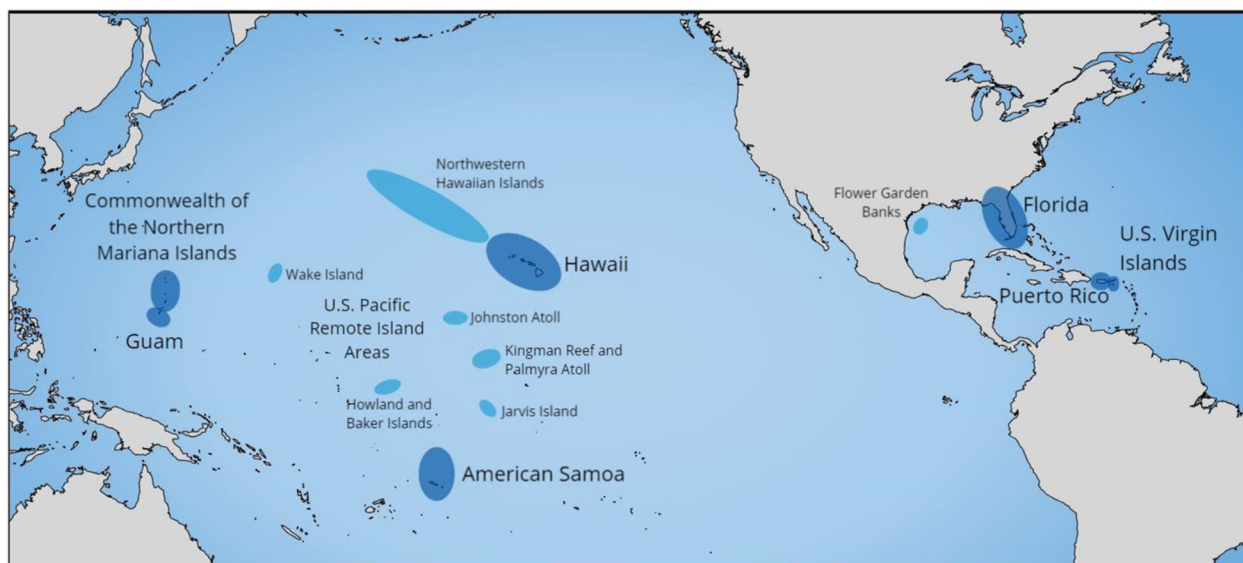 Northwestern
Hawaiian Islands
Commonwealth of
the Northern
Mariana Islands
Flower Garden
Banks
Florida
U.S. Virgin
Islands
Wake Island
Hawaii
Puerto Rico
U.S. Pacific
Remote Island
Areas
Johnston Atoll
Guam
Kingman Reef and
Palmyra Atoll
Howland and
Baker Islands
Jarvis Island
American Samoa